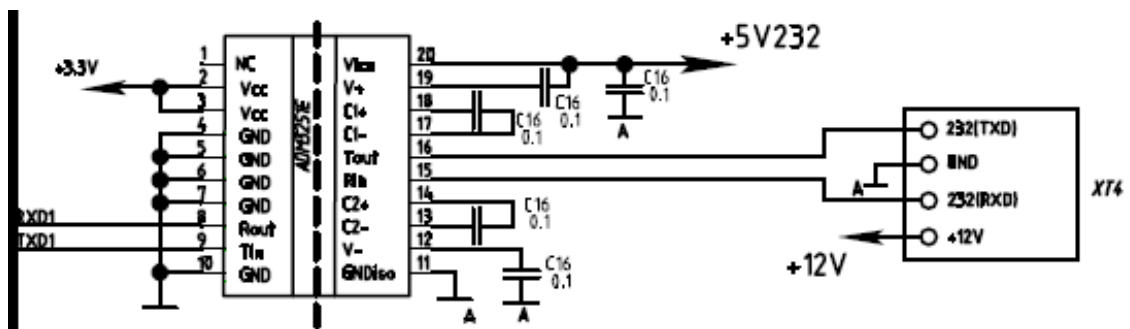 +5V232
+3.3V
1 NC
2 Vcc
3 Vcc
4 GND
5 GND
6 GND
7 GND
8 Rout
9 Tin
10 GND
ADM3251E
Viso 20
V+ 19
C1+ 18
C1- 17
Tout 16
Rin 15
C2+ 14
C2- 13
V- 12
GNDiso 11
RXD1
TXD1
C16
0.1
C16
0.1
C16
0.1
A
C16
0.1
C16
0.1
A
A
232(TXD)
GND
A
232(RXD)
+12V
XT4
+12V